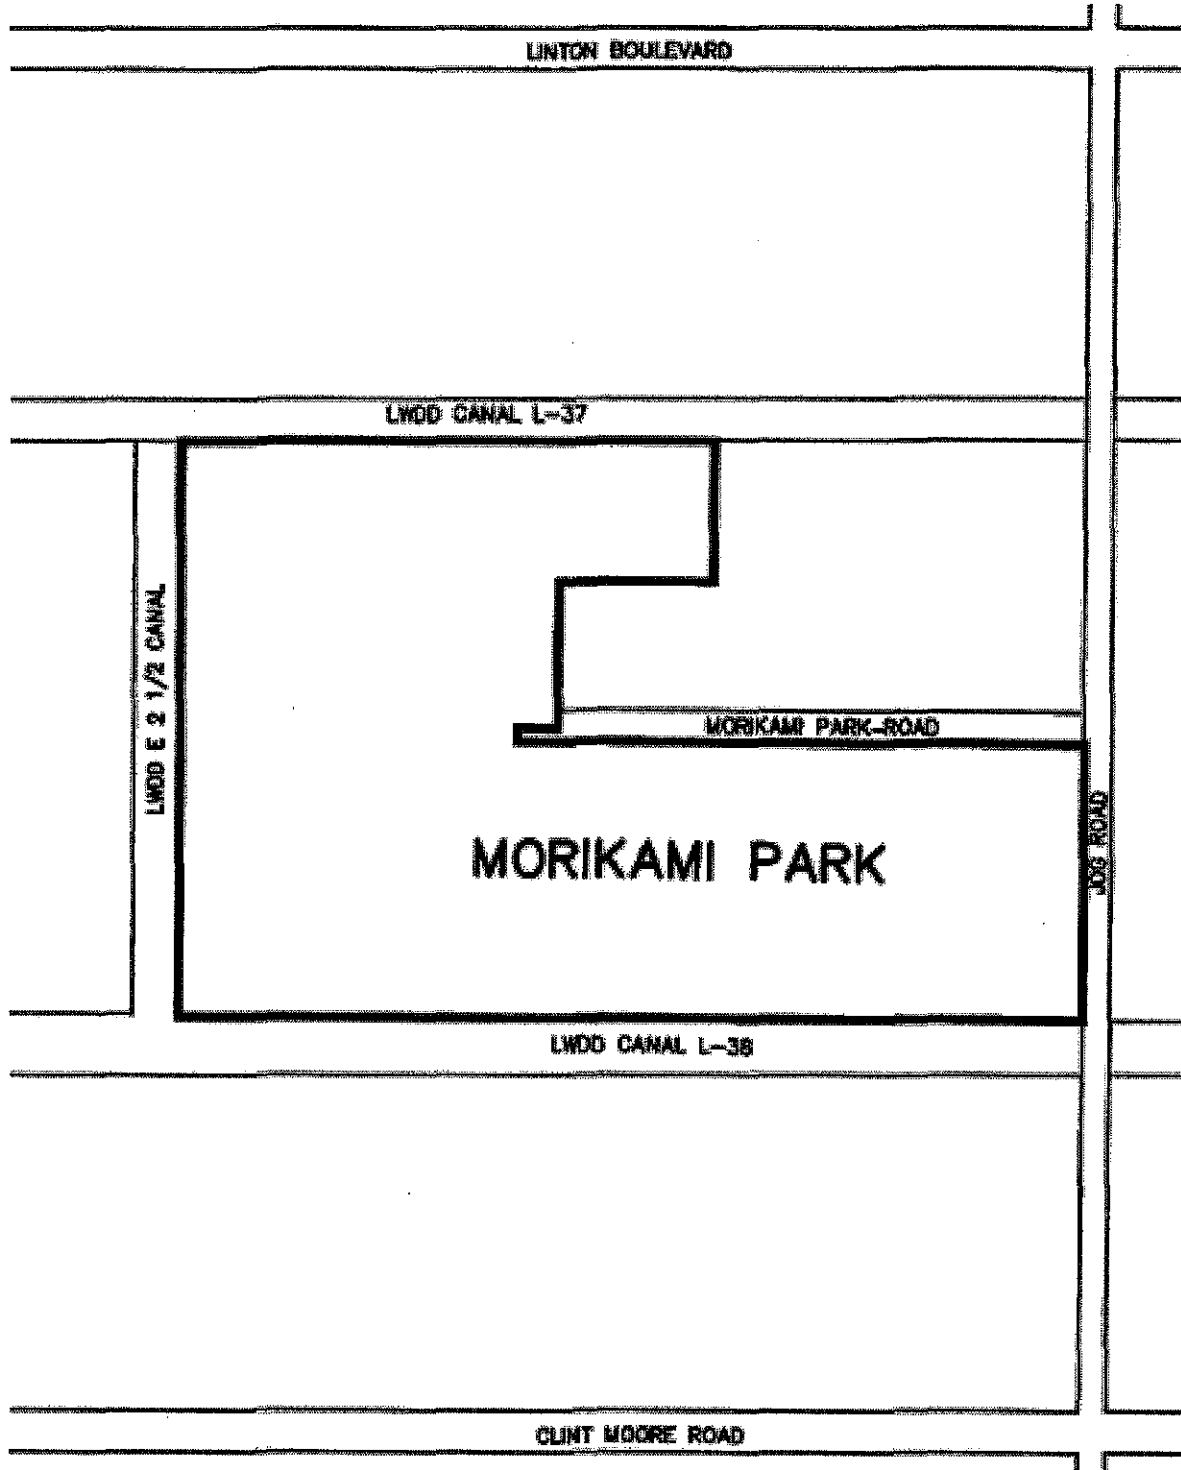 LINTON BOULEVARD
LWDD CANAL L-37
LWDD E 2 1/2 CANAL
MORIKAMI PARK-ROAD
JOG ROAD
MORIKAMI PARK
LWDD CANAL L-38
CLINT MOORE ROAD